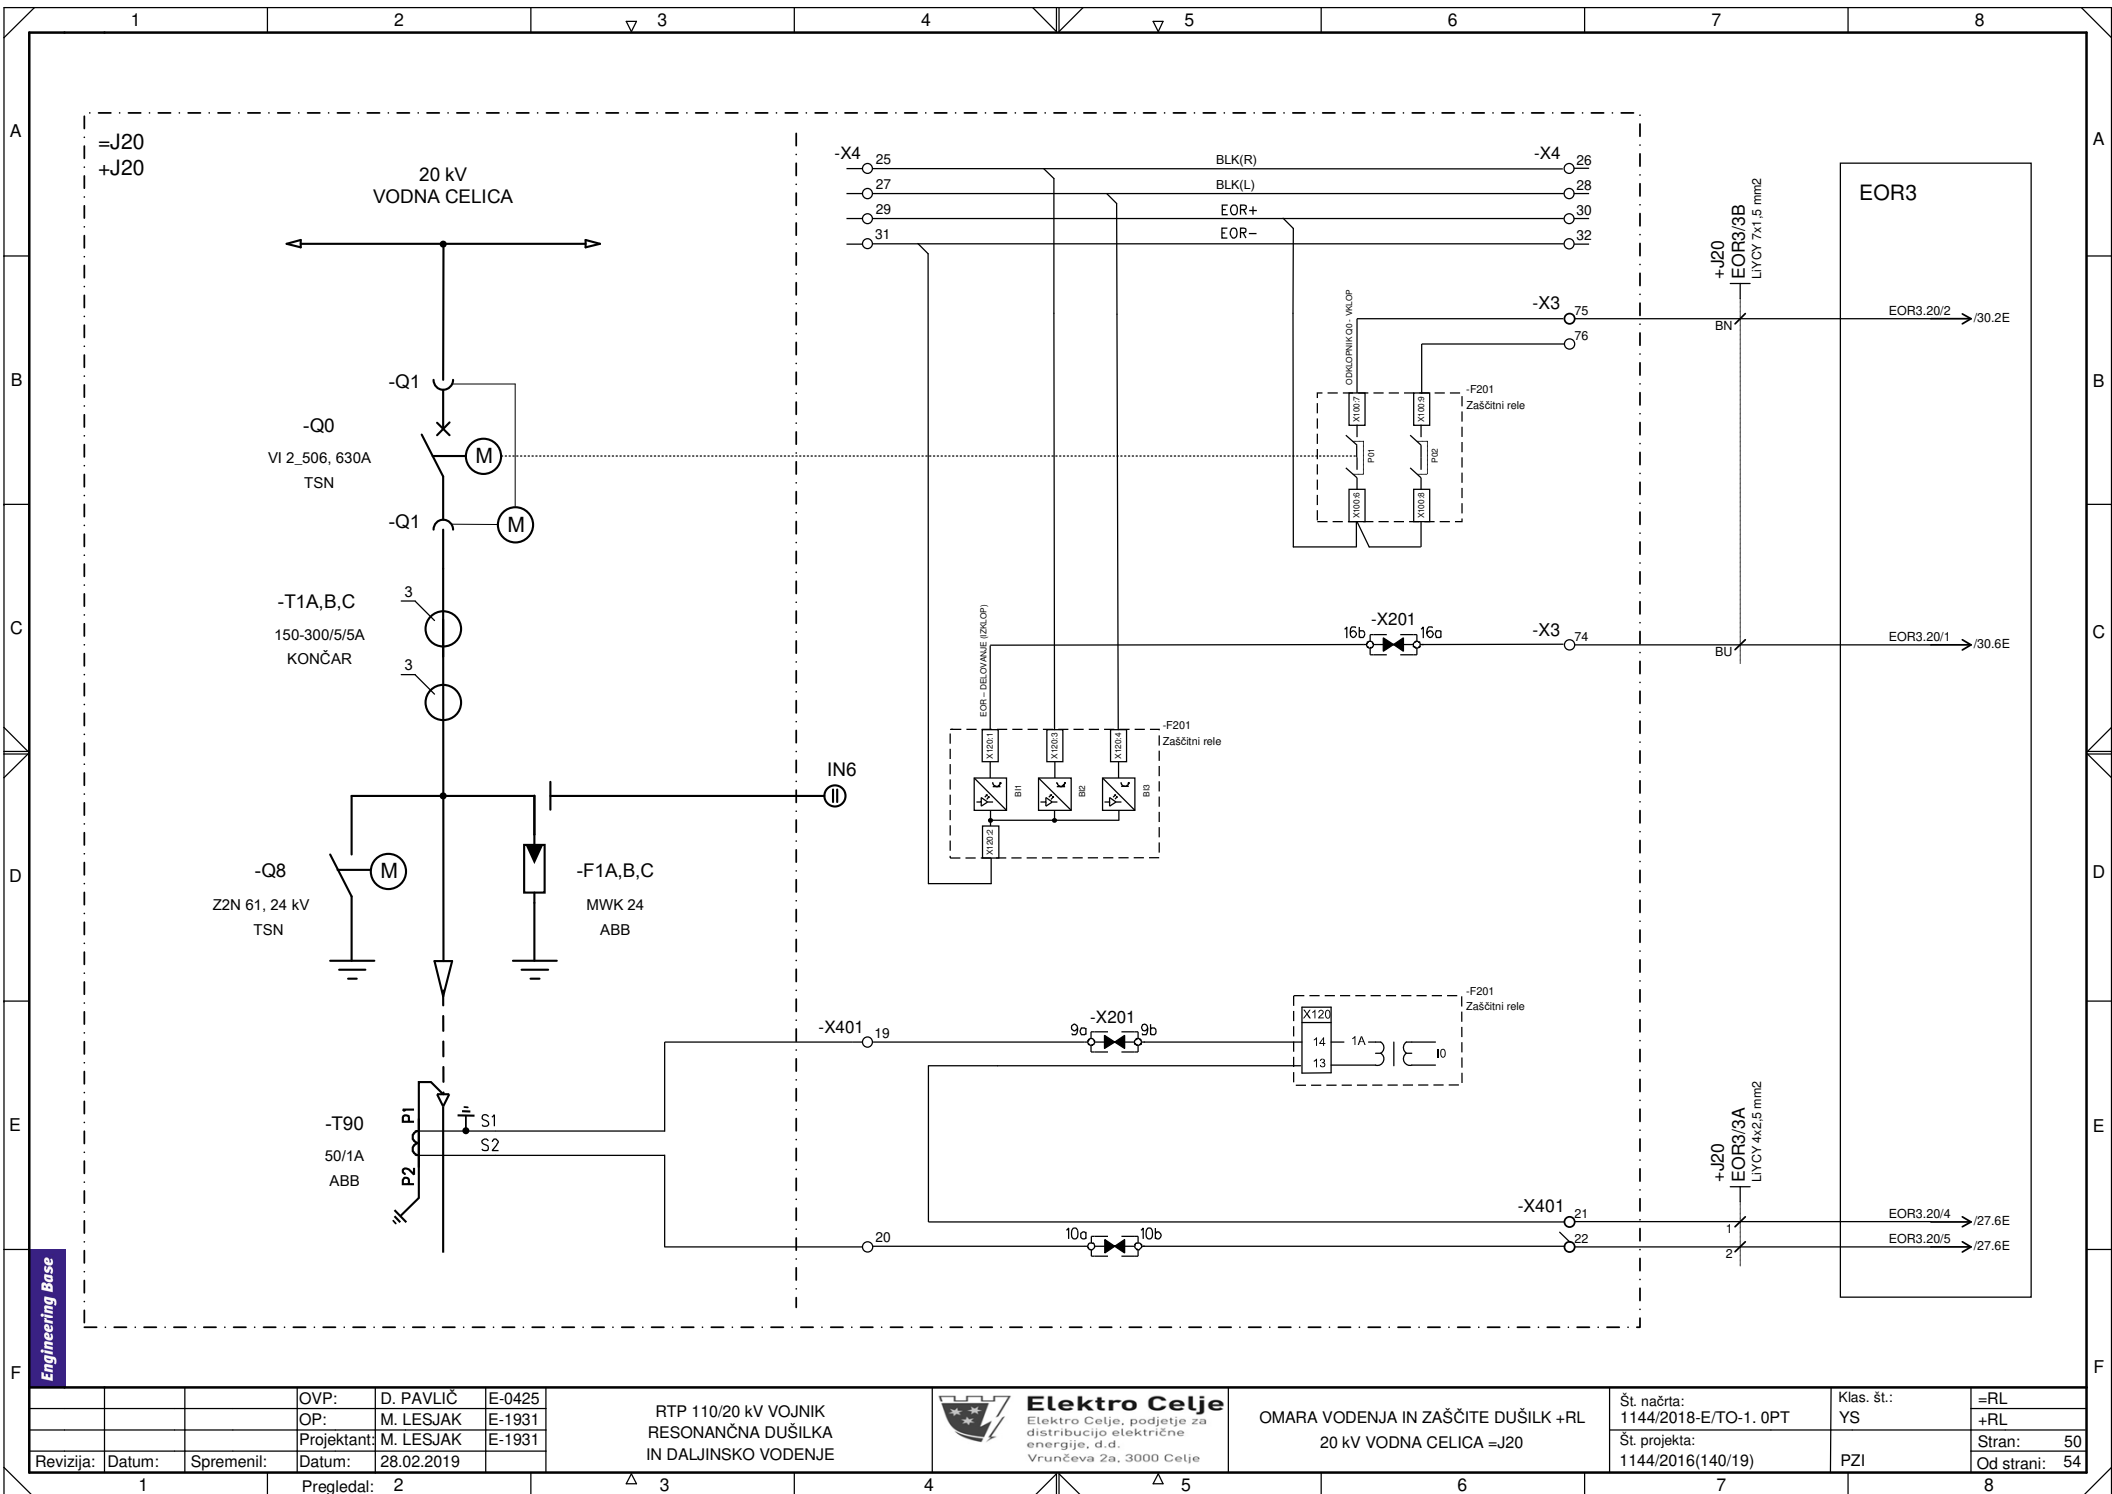 1 2 3 4 5 6 7 8
A A
B B
C C
D D
E E
F F
=J20
+J20
20 kV
VODNA CELICA
-Q1
-Q0
VI 2_506, 630A
TSN
M
-Q1
M
-T1A,B,C
150-300/5/5A
KONČAR
3
3
IN6
-Q8
Z2N 61, 24 kV
TSN
M
-F1A,B,C
MWK 24
ABB
-T90
50/1A
ABB
P1
P2
S1
S2
-X4 25 BLK(R) -X4 26
27 BLK(L) 28
29 EOR+ 30
31 EOR- 32
ODKLOPNIK Q0 - VKLOP
-X3 75
76
-F201
Zaščitni rele
X100:7 X100:9
P01 P02
X100:6 X100:8
EOR - DELOVANJE (IZKLOP)
16b -X201 16a
-X3 74
-F201
Zaščitni rele
X120:1 X120:3 X120:4
BI1 BI2 BI3
X120:2
-X401 19
9a -X201 9b
-F201
Zaščitni rele
X120
14 1A I0
13
-X401 21
20 10a 10b 22
+J20
EOR3/3B
LiYCY 7x1,5 mm2
BN
BU
+J20
EOR3/3A
LiYCY 4x2,5 mm2
1
2
EOR3
EOR3.20/2 /30.2E
EOR3.20/1 /30.6E
EOR3.20/4 /27.6E
EOR3.20/5 /27.6E
Engineering Base
OVP: D. PAVLIČ E-0425
OP: M. LESJAK E-1931
Projektant: M. LESJAK E-1931
Revizija: Datum: Spremenil: Datum: 28.02.2019
Pregledal:
RTP 110/20 kV VOJNIK
RESONANČNA DUŠILKA
IN DALJINSKO VODENJE
Elektro Celje
Elektro Celje, podjetje za
distribucijo električne
energije, d.d.
Vrunčeva 2a, 3000 Celje
OMARA VODENJA IN ZAŠČITE DUŠILK +RL
20 kV VODNA CELICA =J20
Št. načrta:
1144/2018-E/TO-1. 0PT
Št. projekta:
1144/2016(140/19)
Klas. št.:
YS
PZI
=RL
+RL
Stran: 50
Od strani: 54
1 2 3 4 5 6 7 8